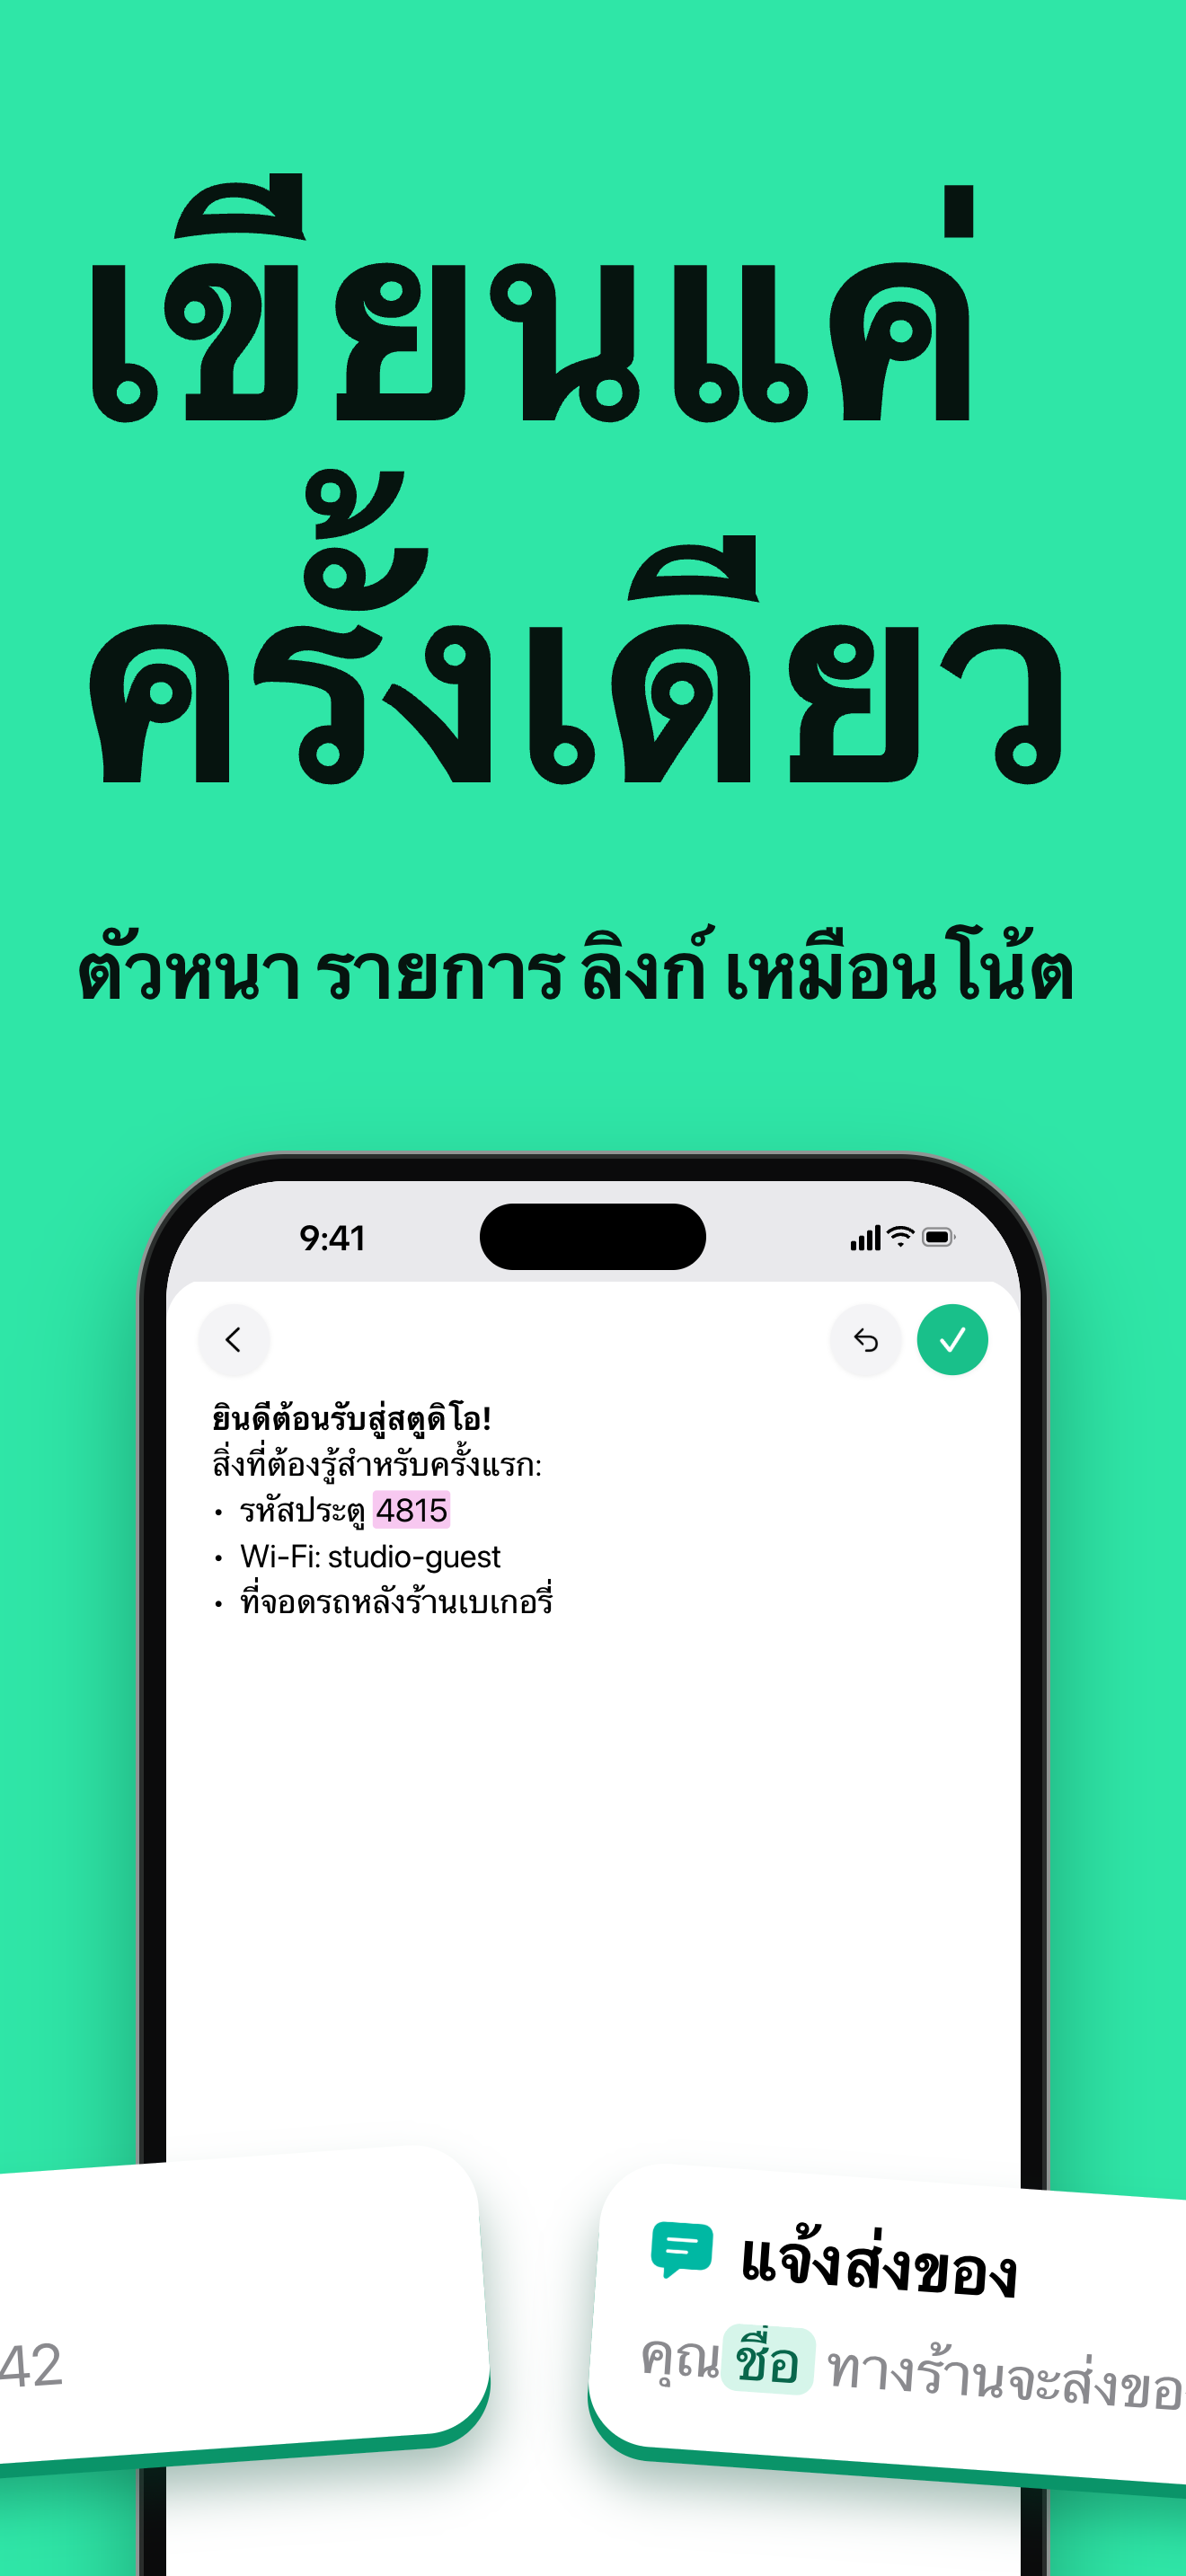 เขียนแค่
ครั้งเดียว
ตัวหนา รายการ ลิงก์ เหมือนโน้ต
9:41
ยินดีต้อนรับสู่สตูดิโอ!
สิ่งที่ต้องรู้สำหรับครั้งแรก:
• รหัสประตู 4815
• Wi-Fi: studio-guest
• ที่จอดรถหลังร้านเบเกอรี่
42
แจ้งส่งของ
คุณ ชื่อ ทางร้านจะส่งขอ